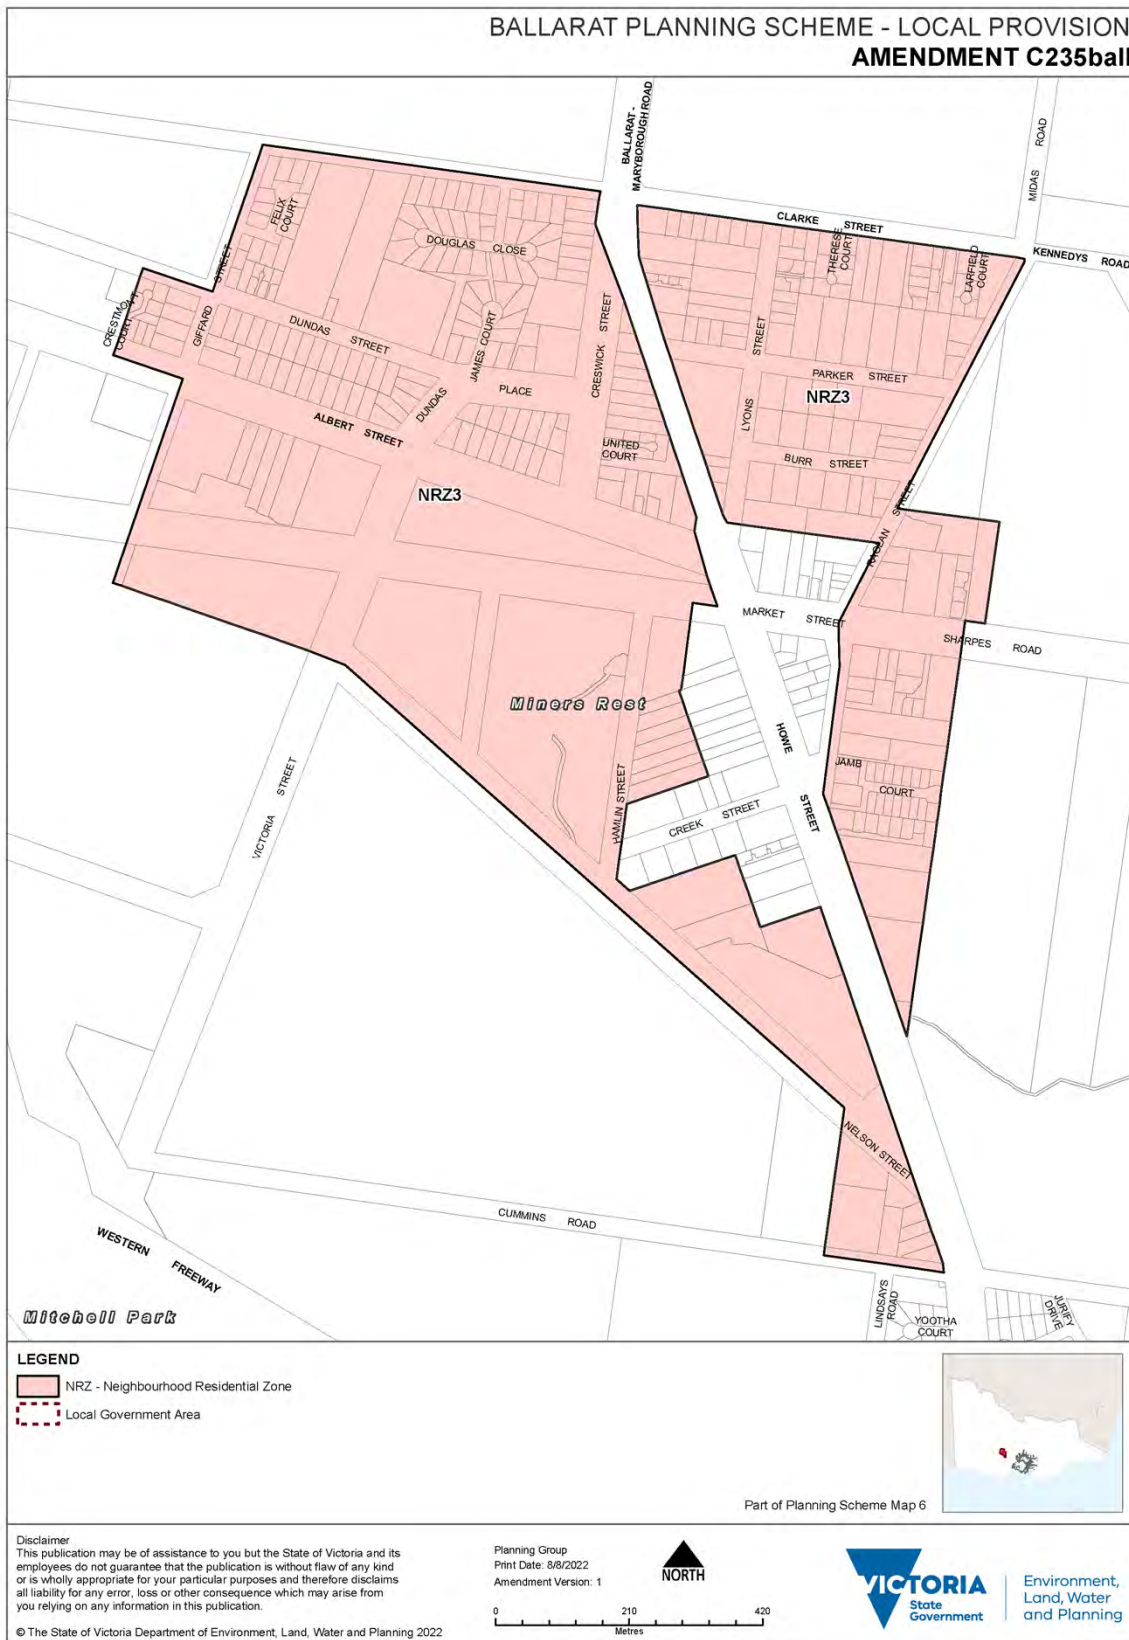 BALLARAT PLANNING SCHEME - LOCAL PROVISION
AMENDMENT C235ball
BALLARAT -
MARYBOROUGH ROAD
MIDAS ROAD
CLARKE STREET
KENNEDYS ROAD
FELIX
COURT
DOUGLAS CLOSE
THERESE
COURT
LARFIELD
COURT
CRESTMONT
COURT
GIFFARD STREET
DUNDAS STREET
JAMES COURT
CRESWICK STREET
LYONS STREET
PARKER STREET
NRZ3
DUNDAS PLACE
ALBERT STREET
UNITED
COURT
BURR STREET
NRZ3
RAGLAN STREET
MARKET STREET
SHARPES ROAD
Miners Rest
HOWE STREET
VICTORIA STREET
HAMLIN STREET
JAMB COURT
CREEK STREET
NELSON STREET
CUMMINS ROAD
WESTERN FREEWAY
Mitchell Park
LINDSAYS
ROAD
YOOTHA
COURT
JURIFY
DRIVE
LEGEND
NRZ - Neighbourhood Residential Zone
Local Government Area
Part of Planning Scheme Map 6
Disclaimer
This publication may be of assistance to you but the State of Victoria and its
employees do not guarantee that the publication is without flaw of any kind
or is wholly appropriate for your particular purposes and therefore disclaims
all liability for any error, loss or other consequence which may arise from
you relying on any information in this publication.
© The State of Victoria Department of Environment, Land, Water and Planning 2022
Planning Group
Print Date: 8/8/2022
Amendment Version: 1
NORTH
0 210 420
Metres
VICTORIA
State
Government
Environment,
Land, Water
and Planning